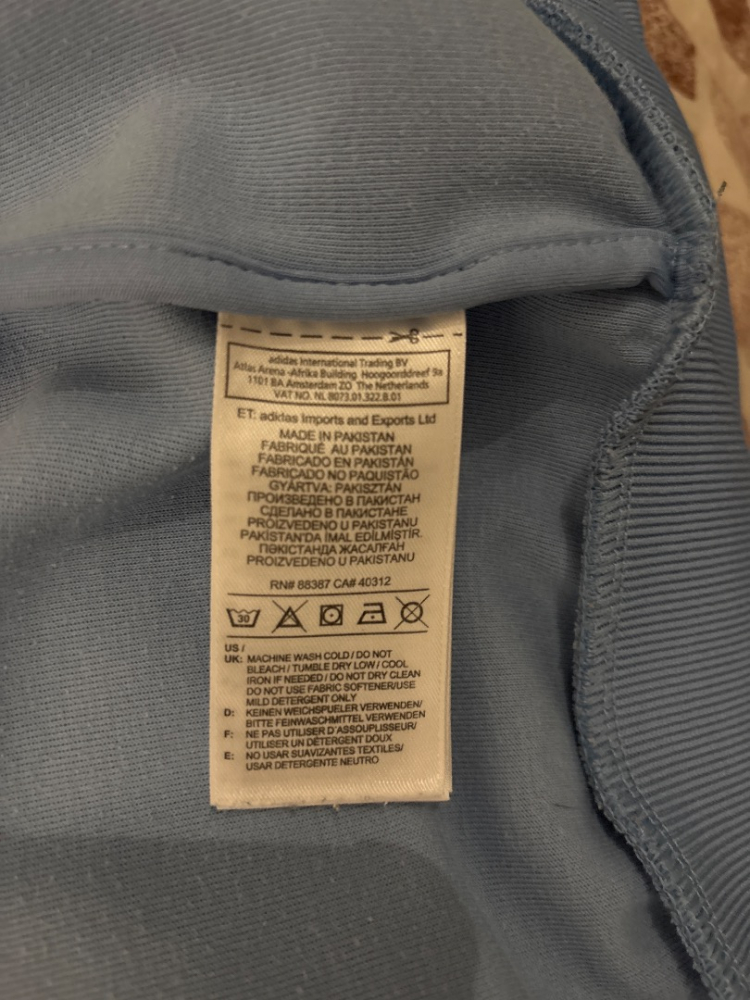 adidas International Trading BV
Atlas Arena -Afrika Building, Hoogoorddreef 9a
1101 BA Amsterdam ZO The Netherlands
VAT NO. NL 8073.01.322.B.01
ET: adidas Imports and Exports Ltd
MADE IN PAKISTAN
FABRIQUÉ AU PAKISTAN
FABRICADO EN PAKISTÁN
FABRICADO NO PAQUISTÃO
GYÁRTVA: PAKISZTÁN
ПРОИЗВЕДЕНО В ПАКИСТАН
СДЕЛАНО В ПАКИСТАНЕ
PROIZVEDENO U PAKISTANU
PAKİSTAN'DA İMAL EDİLMİŞTİR.
ПӘКІСТАНДА ЖАСАЛҒАН
PROIZVEDENO U PAKISTANU
RN# 88387 CA# 40312
30
US /
UK: MACHINE WASH COLD / DO NOT
BLEACH / TUMBLE DRY LOW / COOL
IRON IF NEEDED / DO NOT DRY CLEAN
DO NOT USE FABRIC SOFTENER/USE
MILD DETERGENT ONLY
D: KEINEN WEICHSPUELER VERWENDEN/
BITTE FEINWASCHMITTEL VERWENDEN
F: NE PAS UTILISER D'ASSOUPLISSEUR/
UTILISER UN DÉTERGENT DOUX
E: NO USAR SUAVIZANTES TEXTILES/
USAR DETERGENTE NEUTRO